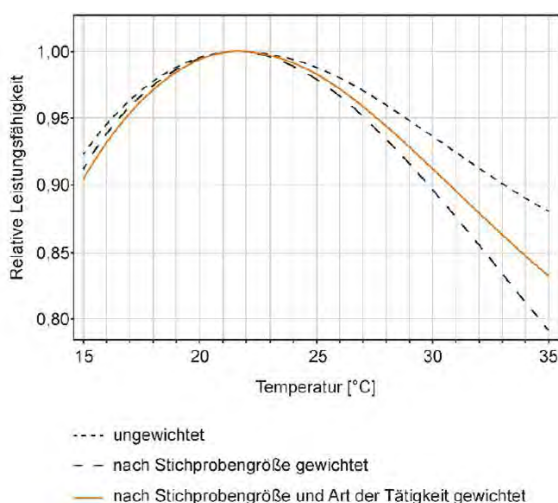 Relative Leistungsfähigkeit
1,00
0,95
0,90
0,85
0,80
15
20
25
30
35
Temperatur [°C]
ungewichtet
nach Stichprobengröße gewichtet
nach Stichprobengröße und Art der Tätigkeit gewichtet